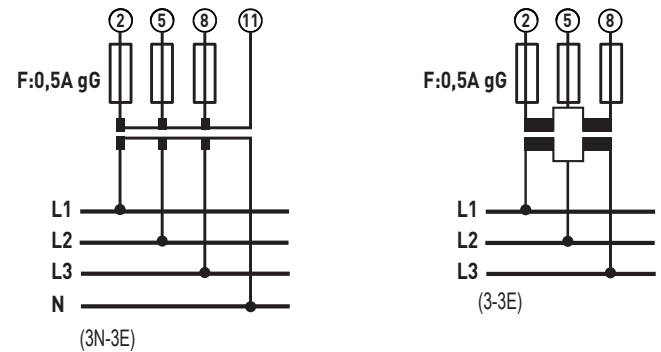 2 5 8 11
F:0,5A gG
L1
L2
L3
N
(3N-3E)
2 5 8
F:0,5A gG
L1
L2
L3
(3-3E)